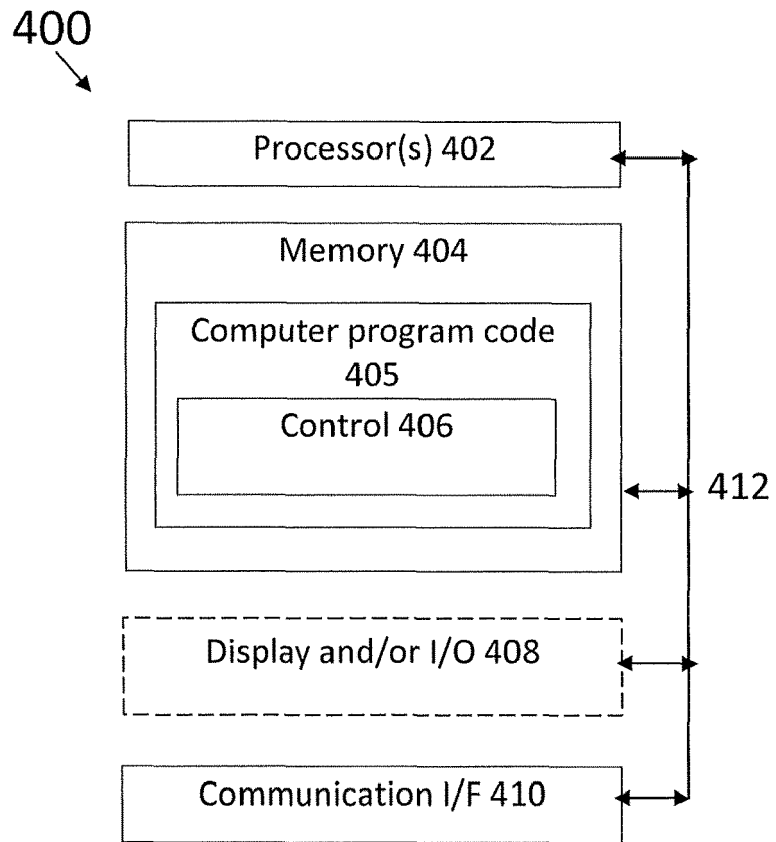 400
Processor(s) 402
Memory 404
Computer program code
405
Control 406
412
Display and/or I/O 408
Communication I/F 410